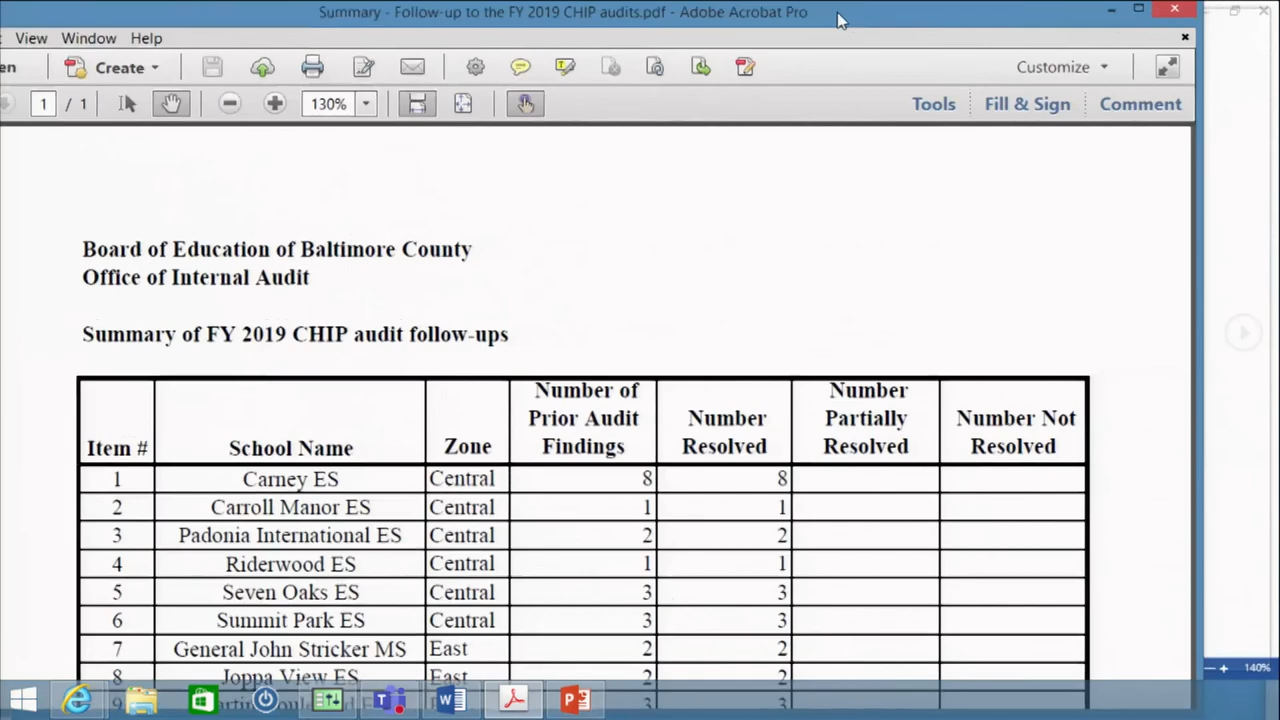 Summary - Follow-up to the FY 2019 CHIP audits.pdf - Adobe Acrobat Pro
View Window Help
en Create Customize
1 / 1 130% Tools Fill & Sign Comment
Board of Education of Baltimore County
Office of Internal Audit
Summary of FY 2019 CHIP audit follow-ups
Item # School Name Zone Number of Prior Audit Findings Number Resolved Number Partially Resolved Number Not Resolved
1 Carney ES Central 8 8
2 Carroll Manor ES Central 1 1
3 Padonia International ES Central 2 2
4 Riderwood ES Central 1 1
5 Seven Oaks ES Central 3 3
6 Summit Park ES Central 3 3
7 General John Stricker MS East 2 2
8 Joppa View ES East 2 2
9 3 3
140%